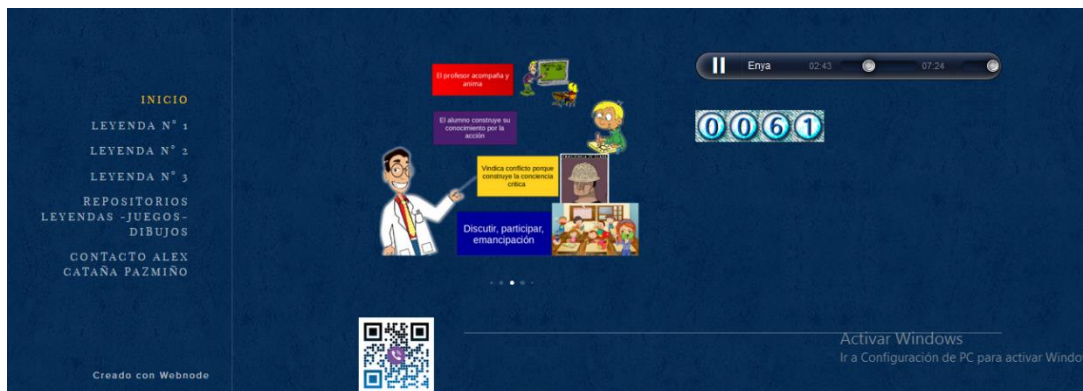 INICIO
LEYENDA N° 1
LEYENDA N° 2
LEYENDA N° 3
REPOSITORIOS
LEYENDAS -JUEGOS-
DIBUJOS
CONTACTO ALEX
CATAÑA PAZMIÑO
Creado con Webnode
El profesor acompaña y
anima
El alumno construye su
conocimiento por la
acción
Vindica conflicto porque
construye la conciencia
crítica
Discutir, participar,
emancipación
Enya 02:43 07:24
0061
Activar Windows
Ir a Configuración de PC para activar Windo